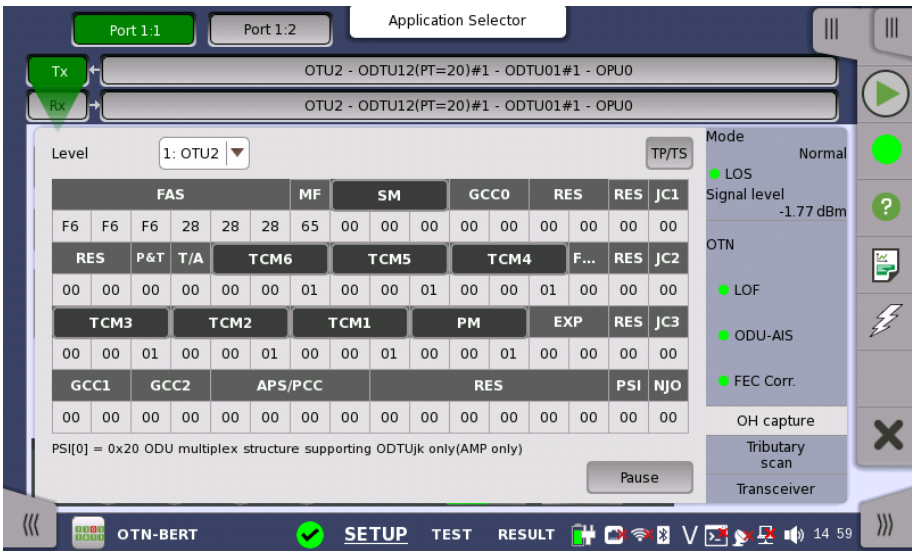 Port 1:1 Port 1:2 Application Selector
Tx OTU2 - ODTU12(PT=20)#1 - ODTU01#1 - OPU0
Rx OTU2 - ODTU12(PT=20)#1 - ODTU01#1 - OPU0
Level 1: OTU2 TP/TS
FAS MF SM GCC0 RES RES JC1
F6 F6 F6 28 28 28 65 00 00 00 00 00 00 00 00 00
RES P&T T/A TCM6 TCM5 TCM4 F... RES JC2
00 00 00 00 00 00 01 00 00 01 00 00 01 00 00 00
TCM3 TCM2 TCM1 PM EXP RES JC3
00 00 01 00 00 01 00 00 01 00 00 01 00 00 00 00
GCC1 GCC2 APS/PCC RES PSI NJO
00 00 00 00 00 00 00 00 00 00 00 00 00 00 00 00
PSI[0] = 0x20 ODU multiplex structure supporting ODTUjk only(AMP only)
Pause
Mode
Normal
LOS
Signal level
-1.77 dBm
OTN
LOF
ODU-AIS
FEC Corr.
OH capture
Tributary
scan
Transceiver
OTN-BERT SETUP TEST RESULT V 14 59